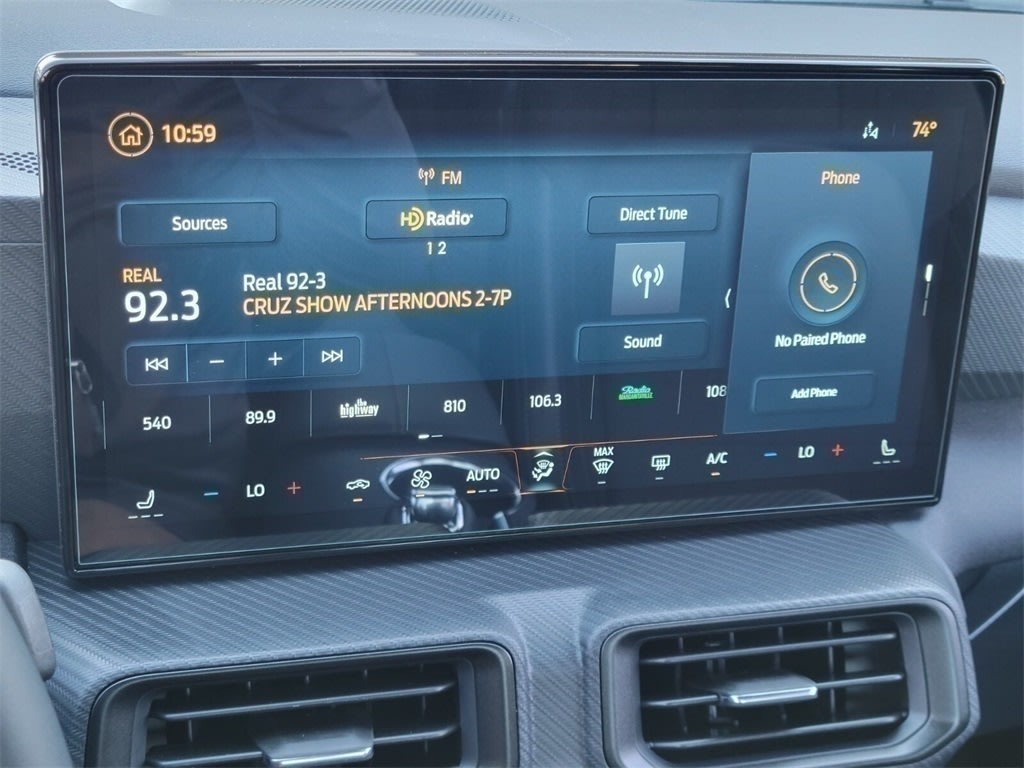 10:59
74°
FM
Phone
Sources
HD Radio
Direct Tune
1 2
REAL
92.3
Real 92-3
CRUZ SHOW AFTERNOONS 2-7P
Sound
No Paired Phone
Add Phone
540
89.9
the highway
810
106.3
Radio
MARGARITAVILLE
108
LO
AUTO
MAX
A/C
LO